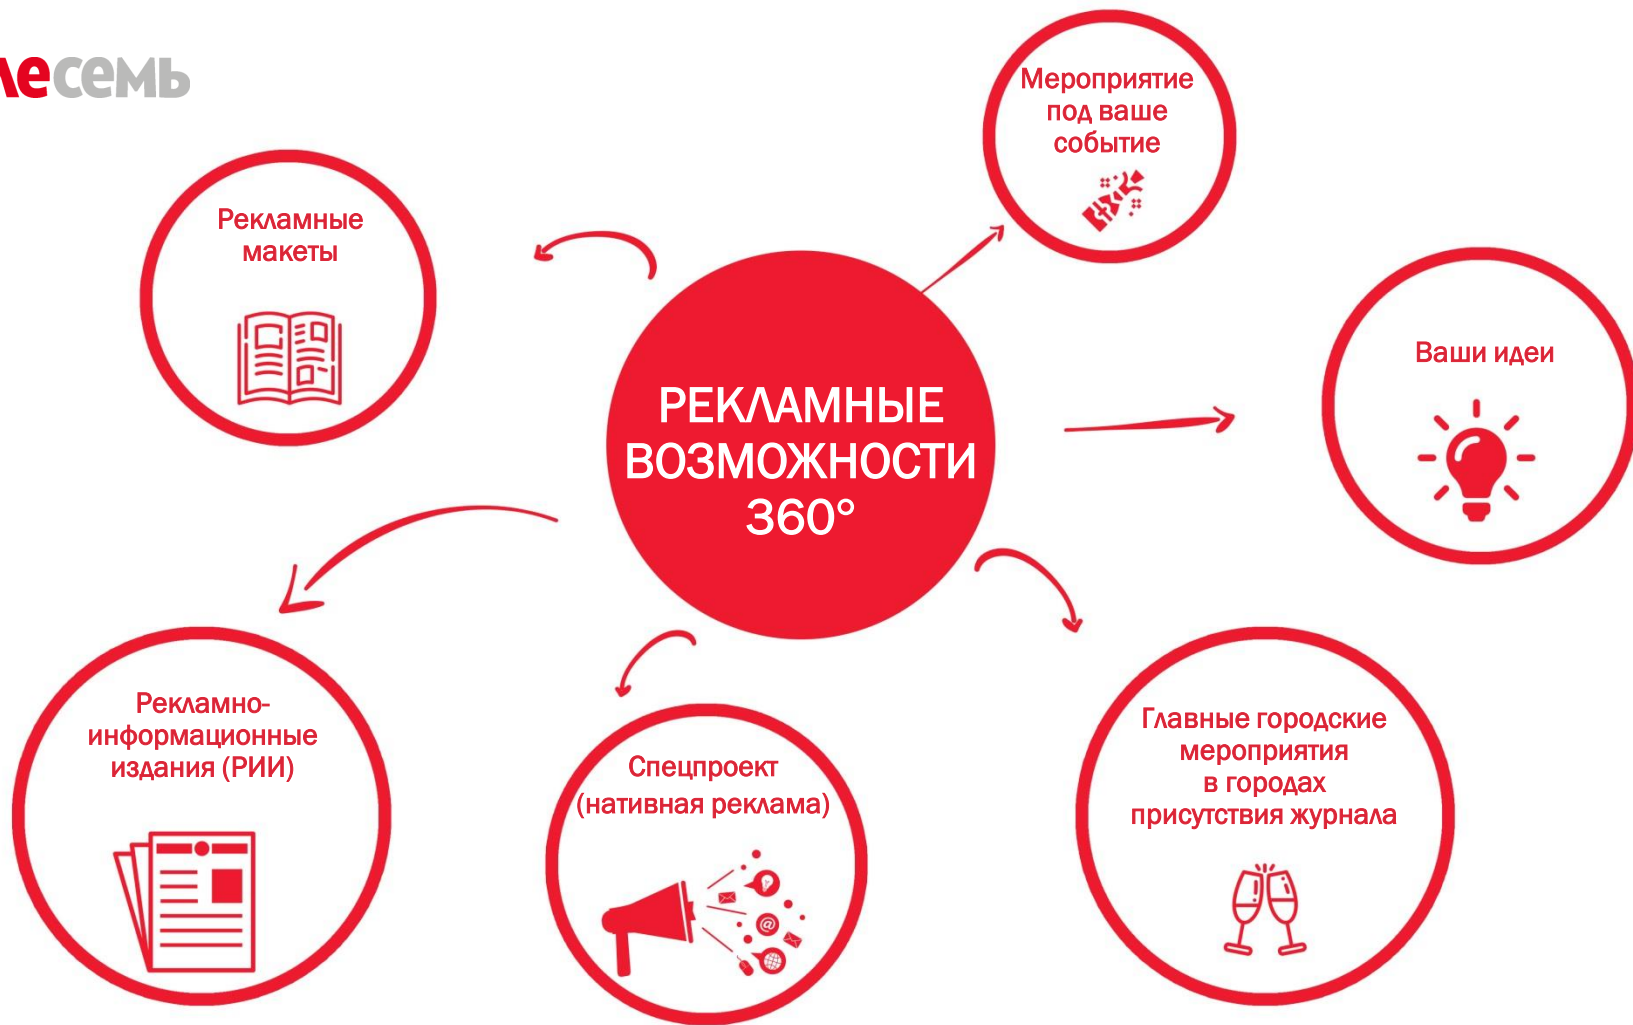 лесемь
Мероприятие
под ваше
событие
Рекламные
макеты
Ваши идеи
РЕКЛАМНЫЕ
ВОЗМОЖНОСТИ
360°
Рекламно-
информационные
издания (РИИ)
Спецпроект
(нативная реклама)
Главные городские
мероприятия
в городах
присутствия журнала
@